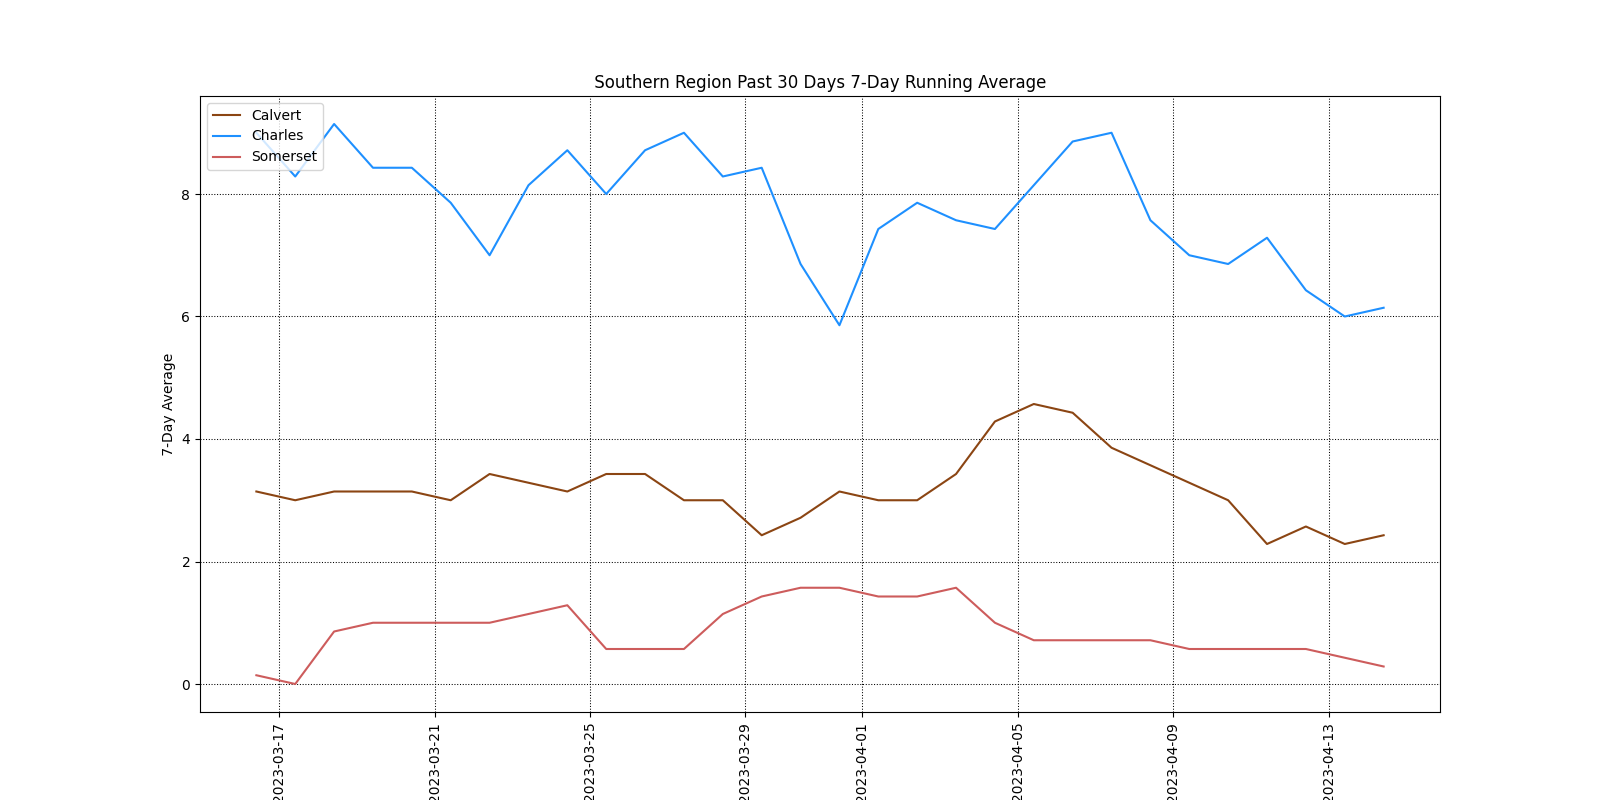 Southern Region Past 30 Days 7-Day Running Average
Calvert
Charles
Somerset
7-Day Average
8
6
4
2
0
2023-03-17
2023-03-21
2023-03-25
2023-03-29
2023-04-01
2023-04-05
2023-04-09
2023-04-13